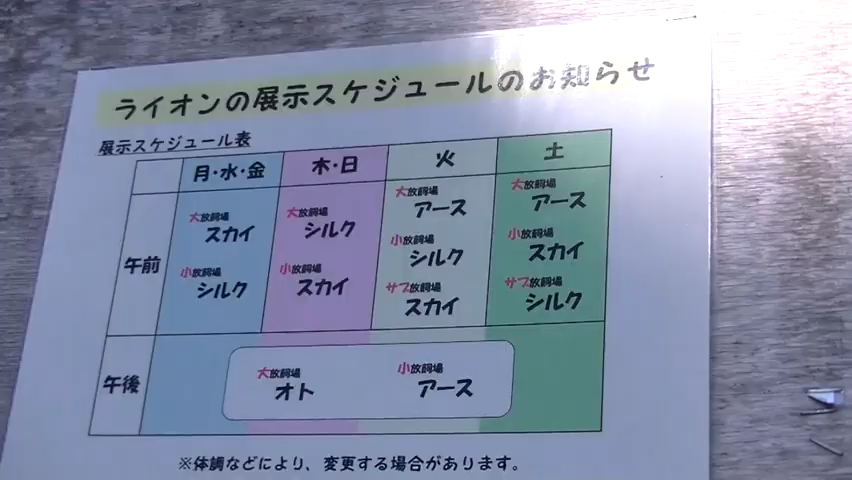 ライオンの展示スケジュールのお知らせ
展示スケジュール表
月・水・金 木・日 火 土
午前
大放飼場 スカイ
小放飼場 シルク
大放飼場 シルク
小放飼場 スカイ
大放飼場 アース
小放飼場 シルク
サブ放飼場 スカイ
大放飼場 アース
小放飼場 スカイ
サブ放飼場 シルク
午後
大放飼場 オト
小放飼場 アース
※体調などにより、変更する場合があります。